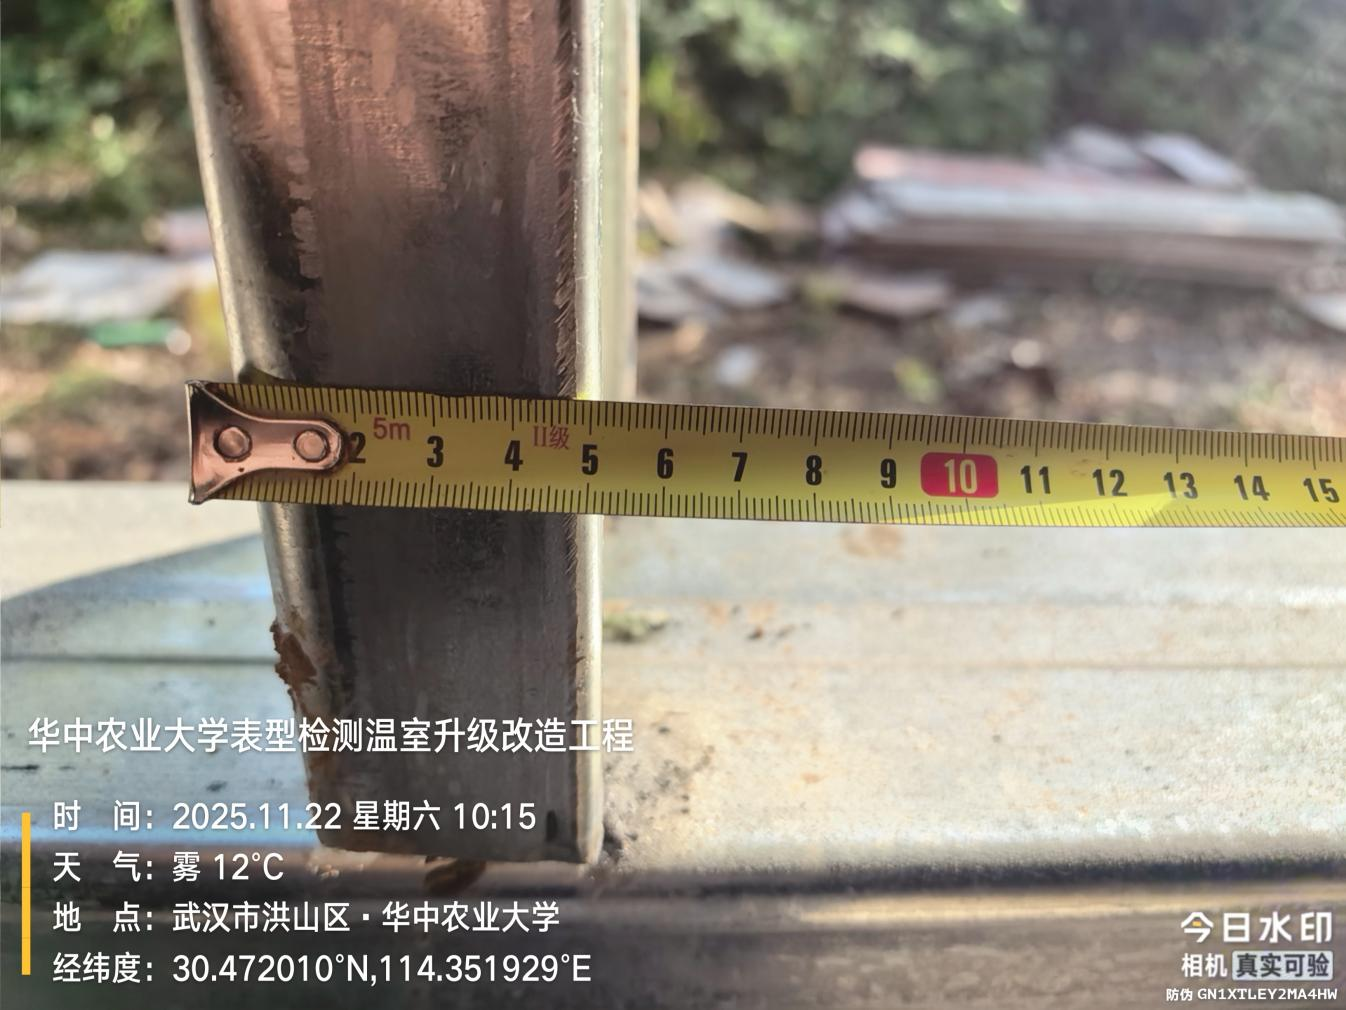 5m
II级
2 3 4 5 6 7 8 9 10 11 12 13 14 15
华中农业大学表型检测温室升级改造工程
时 间：2025.11.22 星期六 10:15
天 气：雾 12°C
地 点：武汉市洪山区·华中农业大学
经纬度：30.472010°N,114.351929°E
今日水印
相机 真实可验
防伪 GN1XTLEY2MA4HW